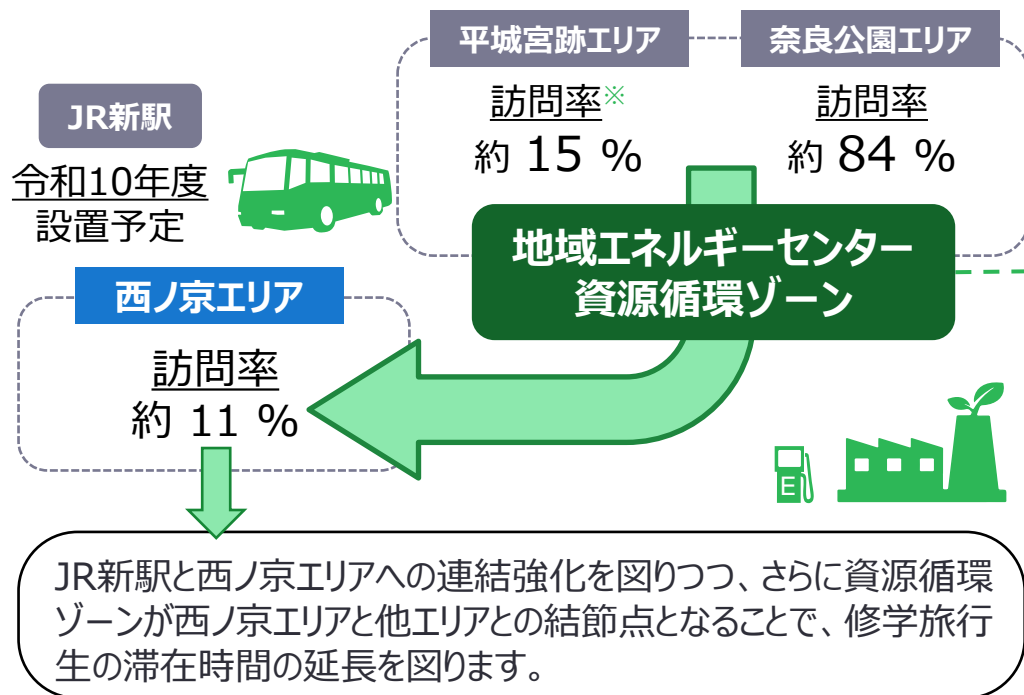 平城宮跡エリア
訪問率※
約 15 %
奈良公園エリア
訪問率
約 84 %
JR新駅
令和10年度
設置予定
地域エネルギーセンター
資源循環ゾーン
西ノ京エリア
訪問率
約 11 %
E
JR新駅と西ノ京エリアへの連結強化を図りつつ、さらに資源循環
ゾーンが西ノ京エリアと他エリアとの結節点となることで、修学旅行
生の滞在時間の延長を図ります。